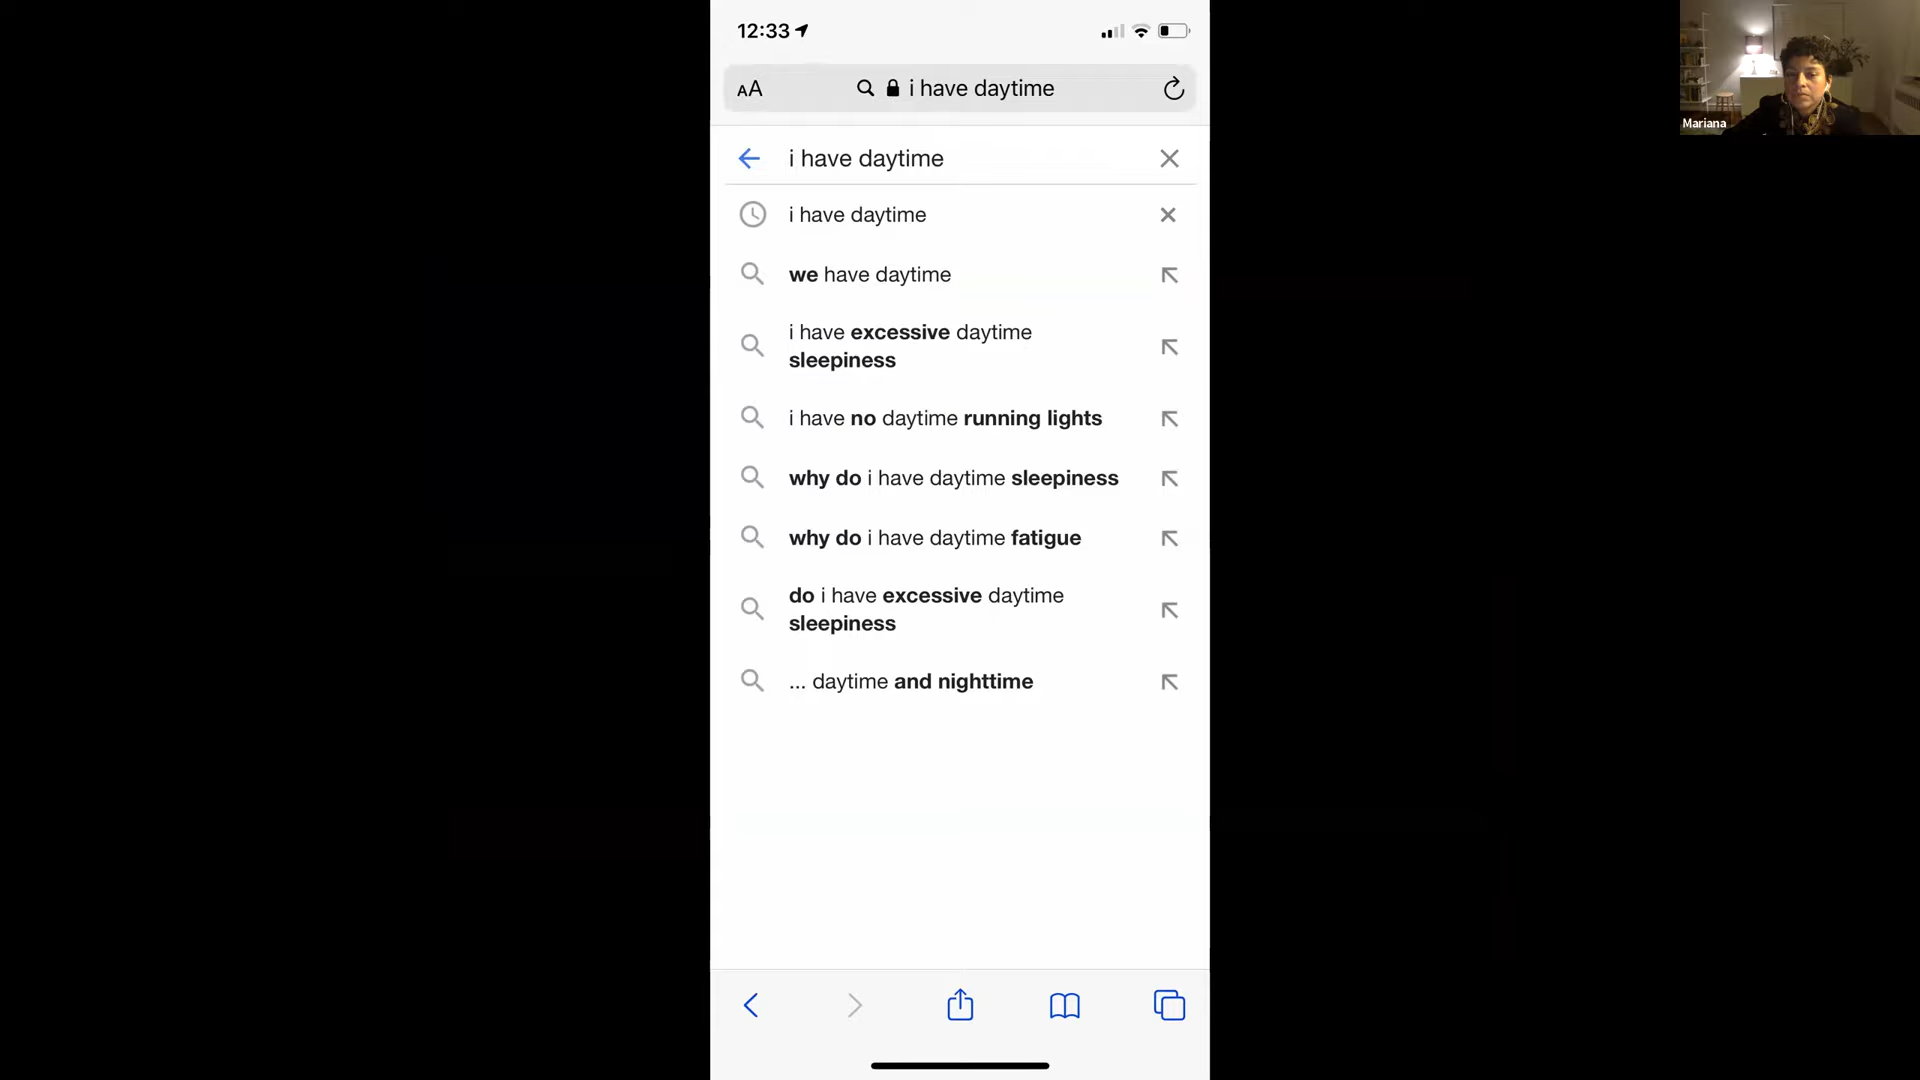 12:33
AA
i have daytime
i have daytime
i have daytime
we have daytime
i have excessive daytime
sleepiness
i have no daytime running lights
why do i have daytime sleepiness
why do i have daytime fatigue
do i have excessive daytime
sleepiness
... daytime and nighttime
Mariana